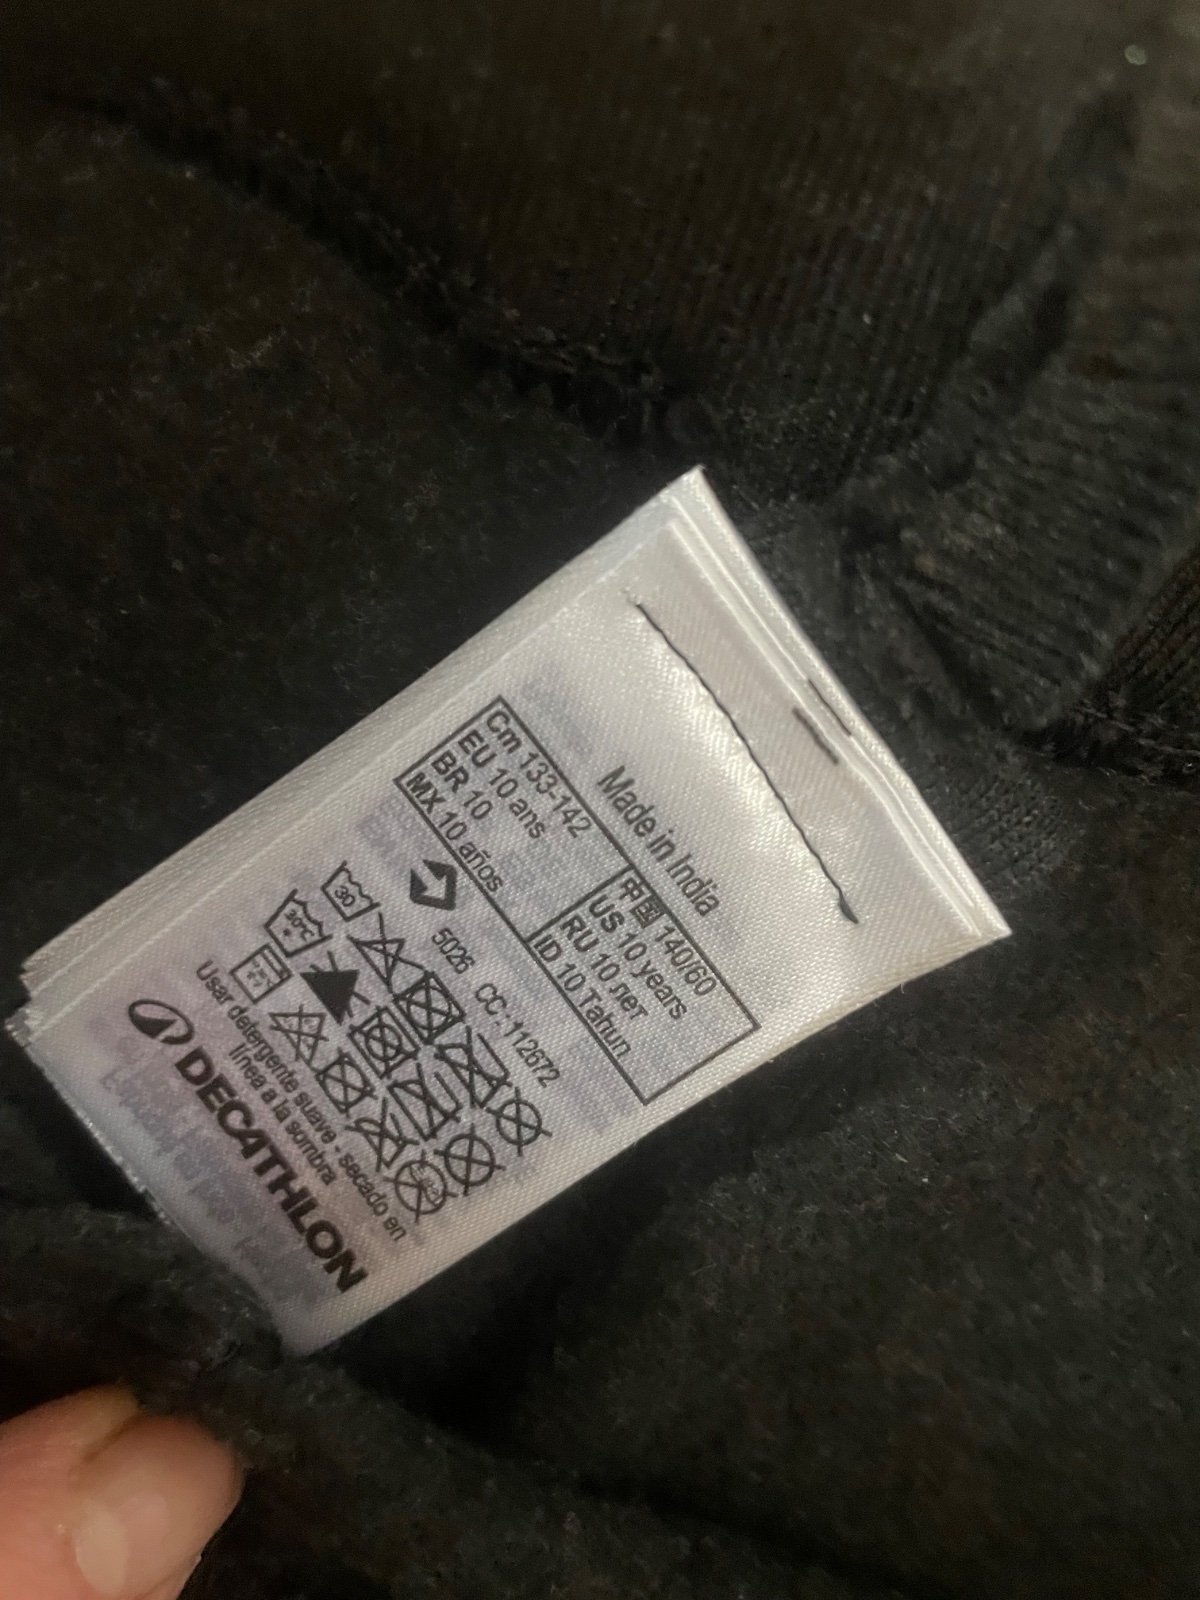 Made in India
Cm 133-142
中国 140/60
EU 10 ans
US 10 years
BR 10
RU 10 лет
MX 10 años
ID 10 Tahun
5026 CC:112672
30
30°C
Usar detergente suave - secado en
línea a la sombra
DECATHLON